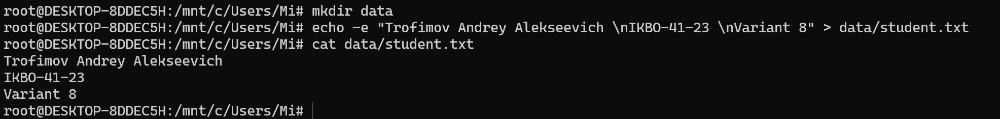 root@DESKTOP-8DDEC5H:/mnt/c/Users/Mi# mkdir data
root@DESKTOP-8DDEC5H:/mnt/c/Users/Mi# echo -e "Trofimov Andrey Alekseevich \nIKBO-41-23 \nVariant 8" > data/student.txt
root@DESKTOP-8DDEC5H:/mnt/c/Users/Mi# cat data/student.txt
Trofimov Andrey Alekseevich
IKBO-41-23
Variant 8
root@DESKTOP-8DDEC5H:/mnt/c/Users/Mi#